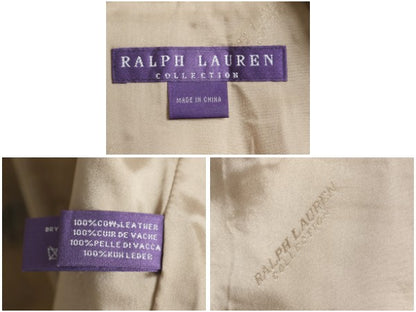 RALPH LAUREN
COLLECTION
MADE IN CHINA
DRY
100%COW LEATHER
100%CUIR DE VACHE
100%PELLE DI VACCA
100%KUH LEDER
RALPH LAUREN
COLLECTION